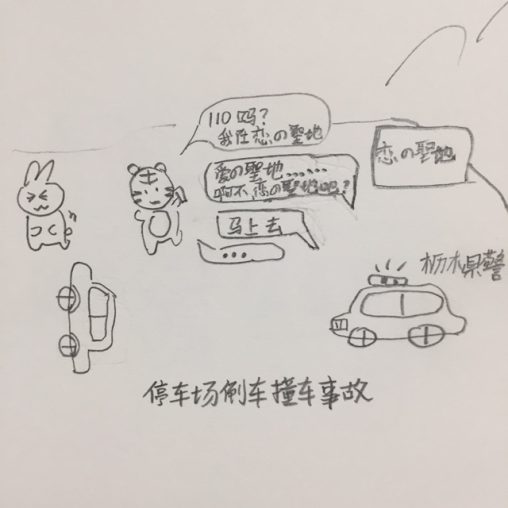 110吗？
我在恋の聖地
爱の聖地……
啊不，恋の聖地吗？
马上去
...
恋の聖地
栃木県警
停车场倒车撞车事故